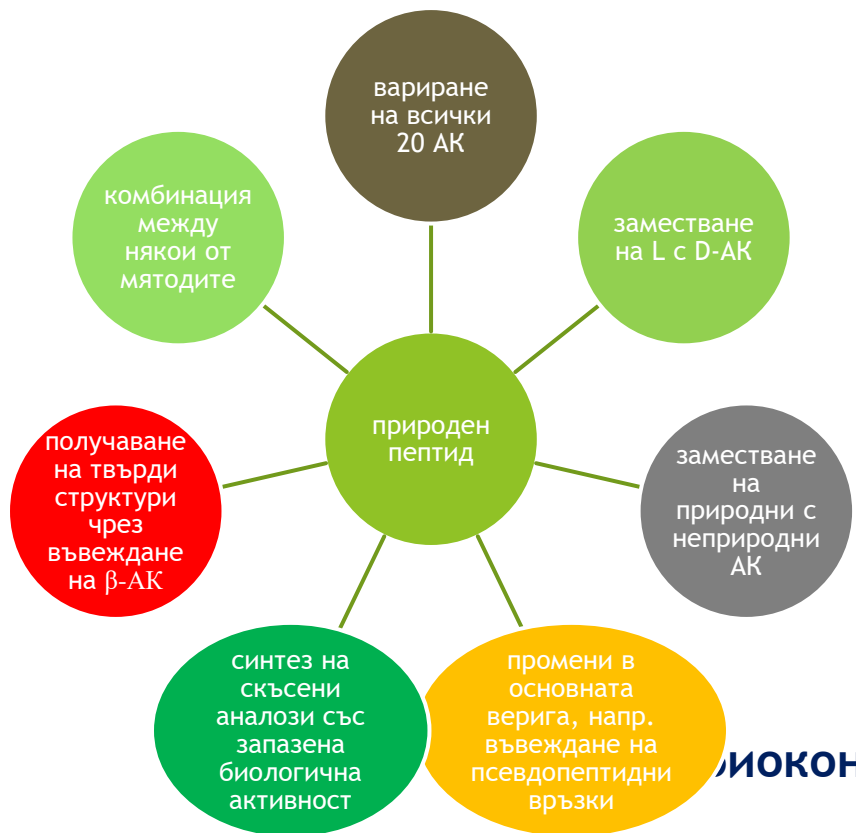 вариране
на всички
20 АК
комбинация
между
някои от
мятодите
заместване
на L с D-АК
природен
пептид
получаване
на твърди
структури
чрез
въвеждане
на β-АК
заместване
на
природни с
неприродни
АК
синтез на
скъсени
аналози със
запазена
биологична
активност
промени в
основната
верига, напр.
въвеждане на
псевдопептидни
връзки